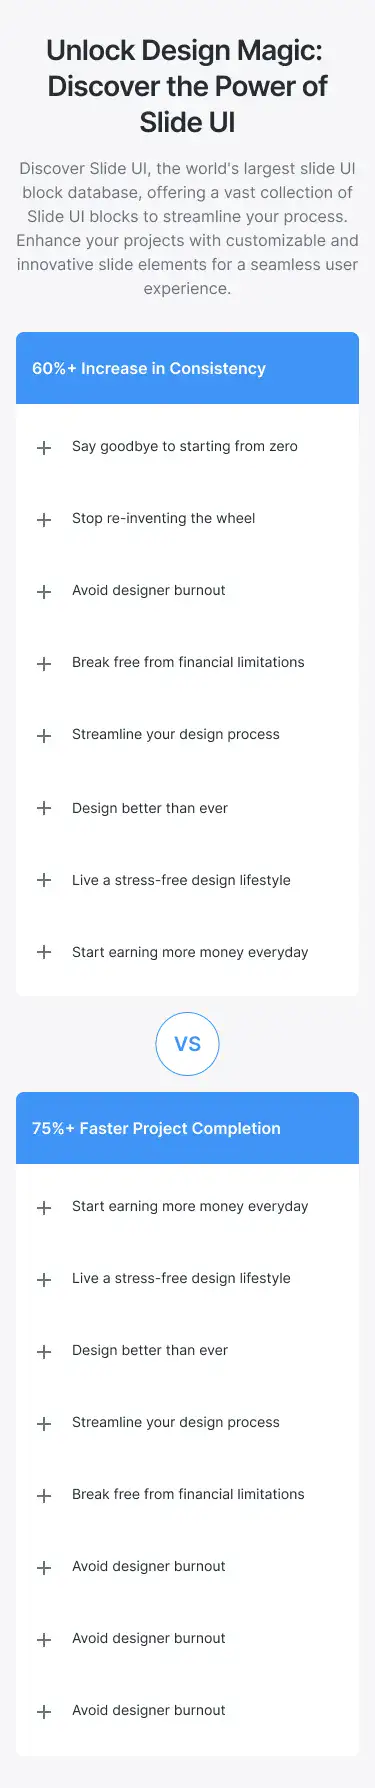 Unlock Design Magic:
Discover the Power of
Slide UI
Discover Slide UI, the world's largest slide UI
block database, offering a vast collection of
Slide UI blocks to streamline your process.
Enhance your projects with customizable and
innovative slide elements for a seamless user
experience.
60%+ Increase in Consistency
Say goodbye to starting from zero
Stop re-inventing the wheel
Avoid designer burnout
Break free from financial limitations
Streamline your design process
Design better than ever
Live a stress-free design lifestyle
Start earning more money everyday
VS
75%+ Faster Project Completion
Start earning more money everyday
Live a stress-free design lifestyle
Design better than ever
Streamline your design process
Break free from financial limitations
Avoid designer burnout
Avoid designer burnout
Avoid designer burnout